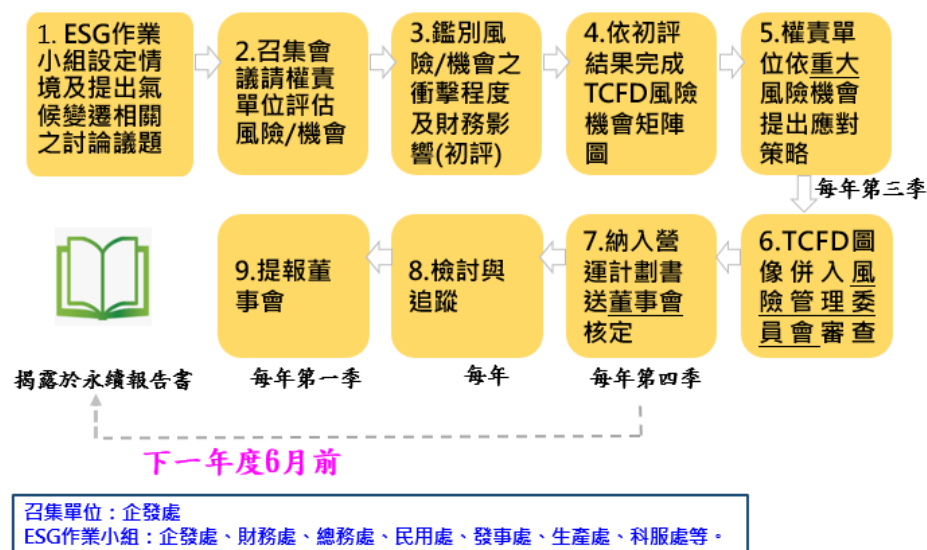 1. ESG作業
小組設定情
境及提出氣
候變遷相關
之討論議題
2.召集會
議請權責
單位評估
風險/機會
3.鑑別風
險/機會之
衝擊程度
及財務影
響(初評)
4.依初評
結果完成
TCFD風險
機會矩陣
圖
5.權責單
位依重大
風險機會
提出應對
策略
每年第三季
6.TCFD圖
像併入風
險管理委
員會審查
7.納入營
運計劃書
送董事會
核定
每年第四季
8.檢討與
追蹤
每年
9.提報董
事會
每年第一季
揭露於永續報告書
下一年度6月前
召集單位：企發處
ESG作業小組：企發處、財務處、總務處、民用處、發事處、生產處、科服處等。